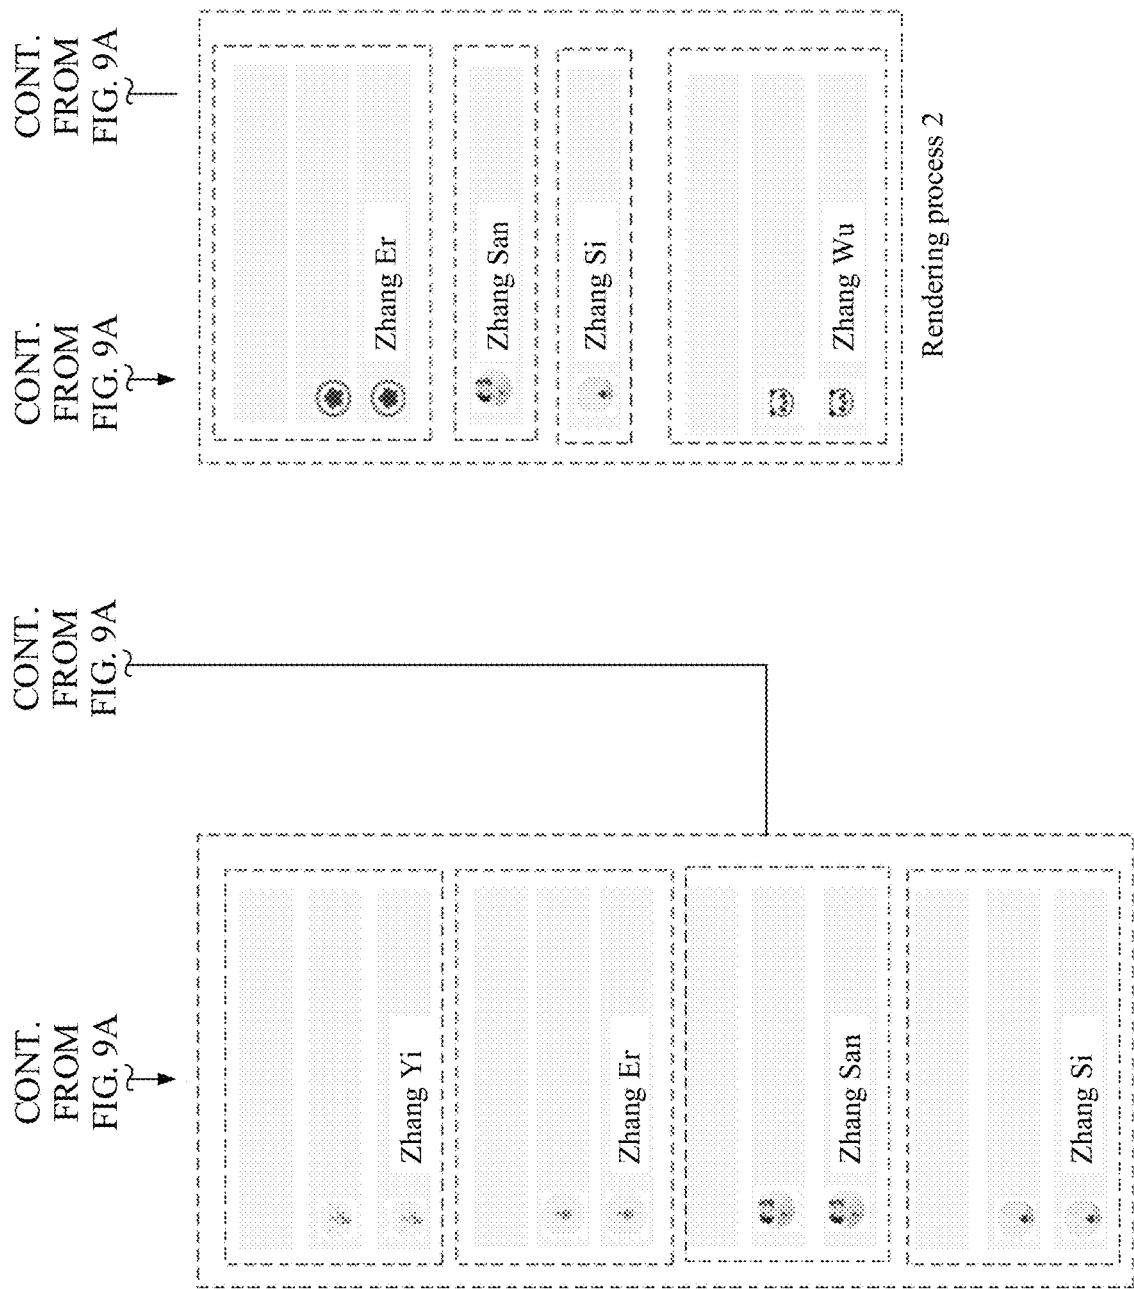 CONT.
FROM
FIG. 9A
CONT.
FROM
FIG. 9A
CONT.
FROM
FIG. 9A
CONT.
FROM
FIG. 9A
Zhang Yi
Zhang Er
Zhang San
Zhang Si
Zhang Er
Zhang San
Zhang Si
Zhang Wu
Rendering process 2